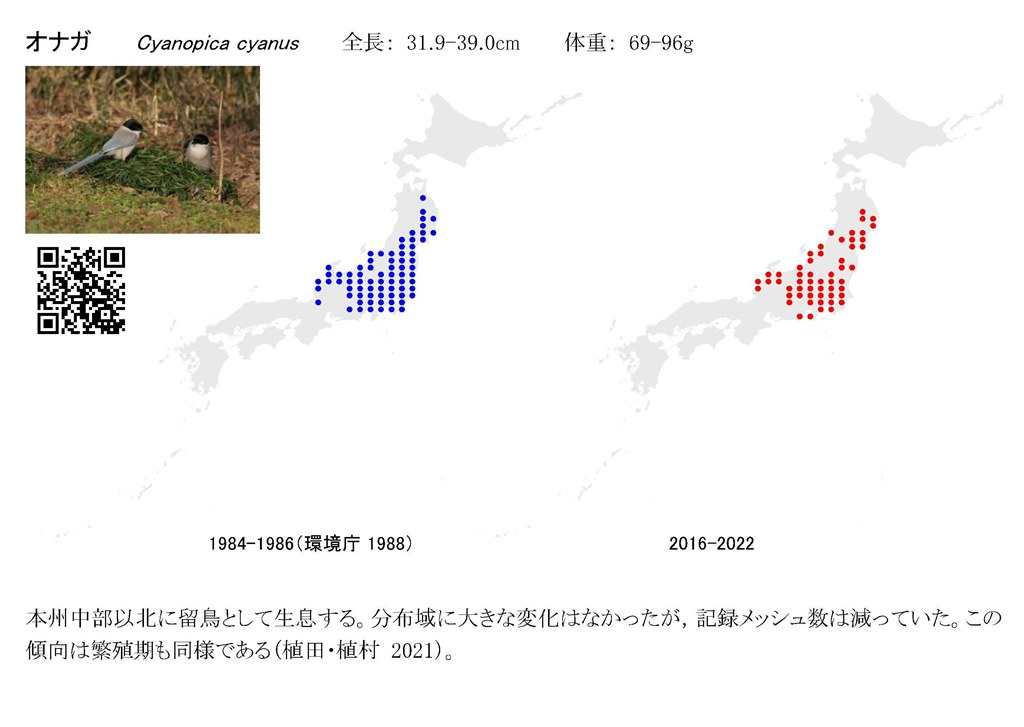 オナガ Cyanopica cyanus 全長： 31.9-39.0cm 体重： 69-96g
1984-1986（環境庁 1988） 2016-2022
本州中部以北に留鳥として生息する。分布域に大きな変化はなかったが，記録メッシュ数は減っていた。この
傾向は繁殖期も同様である（植田・植村 2021）。